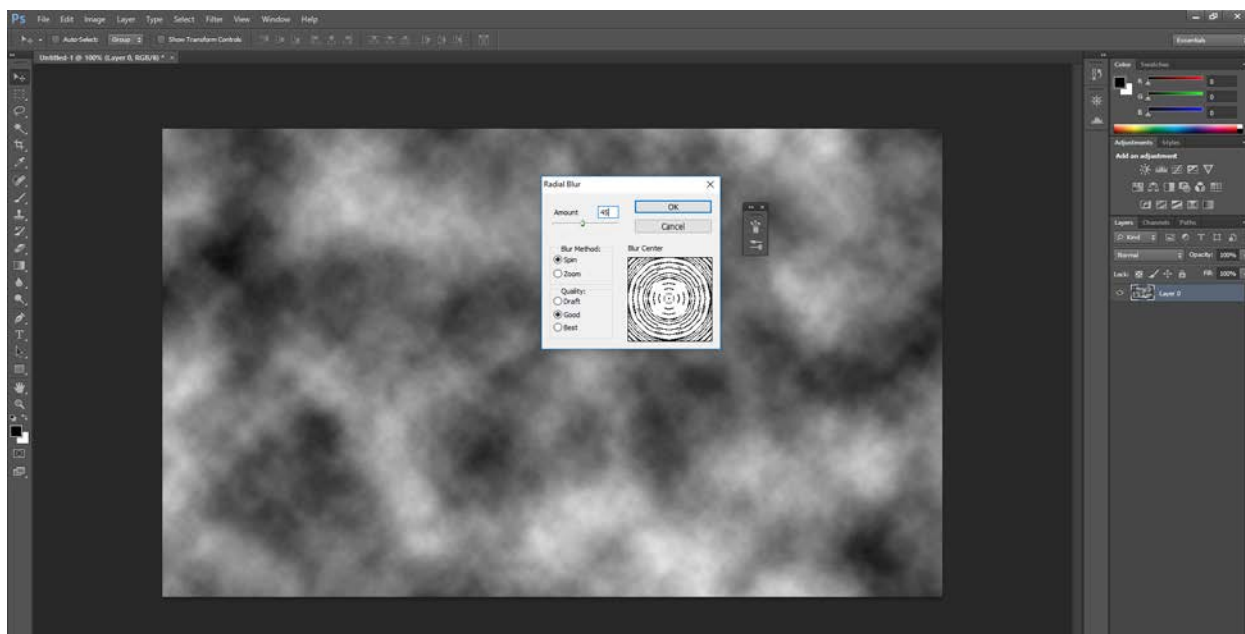 Ps File Edit Image Layer Type Select Filter View Window Help
Auto-Select: Group Show Transform Controls
Essentials
Untitled-1 @ 100% (Layer 0, RGB/8) * ×
Color Swatches
R 0
G 0
B 0
Adjustments Styles
Add an adjustment
Layers Channels Paths
Kind
Normal Opacity: 100%
Lock: Fill: 100%
Layer 0
Radial Blur
Amount 45
OK
Cancel
Blur Method:
Spin
Zoom
Quality:
Draft
Good
Best
Blur Center